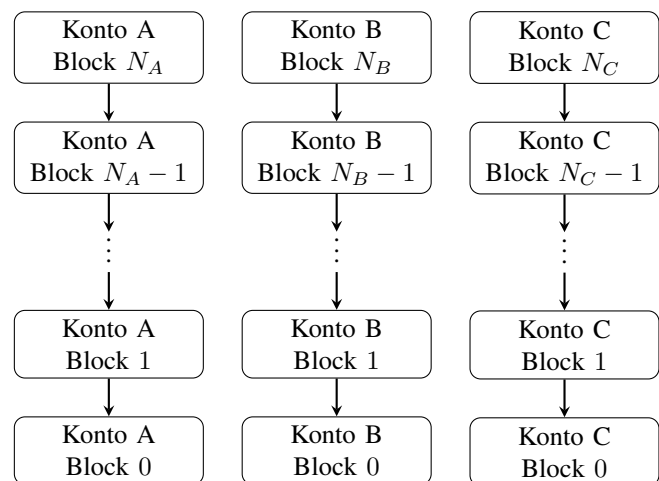 Konto A
Block $N_A$
Konto B
Block $N_B$
Konto C
Block $N_C$
Konto A
Block $N_A - 1$
Konto B
Block $N_B - 1$
Konto C
Block $N_C - 1$
Konto A
Block 1
Konto B
Block 1
Konto C
Block 1
Konto A
Block 0
Konto B
Block 0
Konto C
Block 0